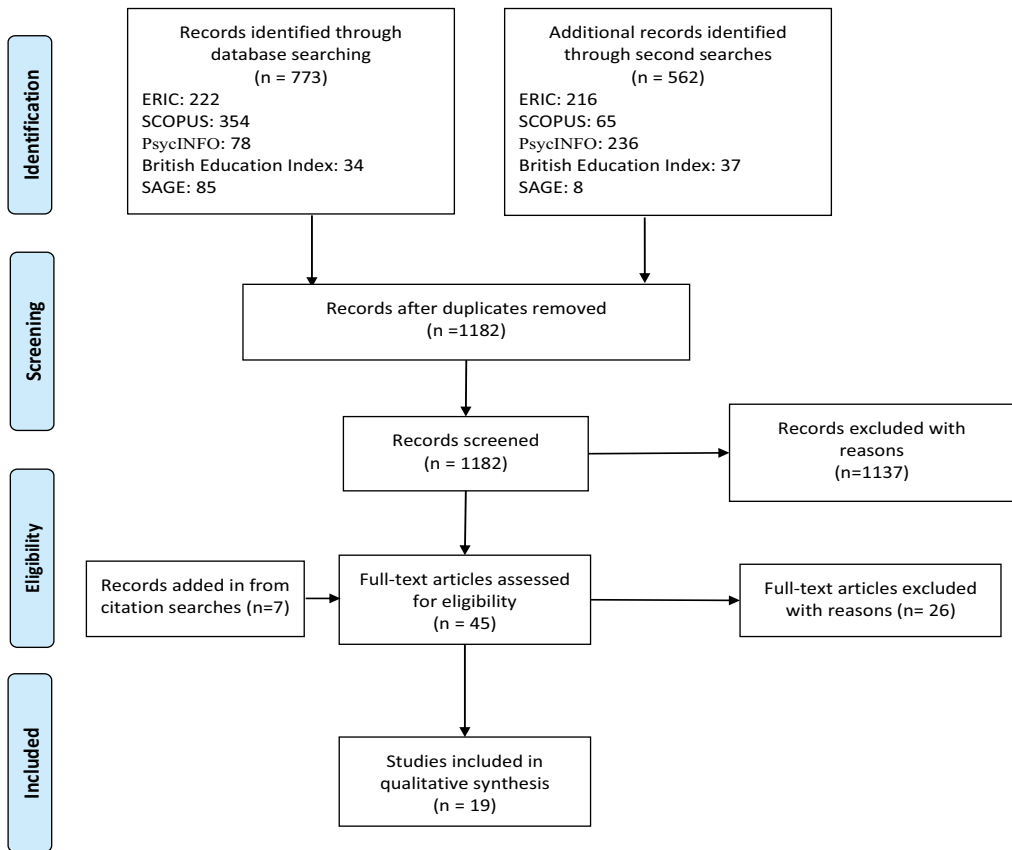 Identification
Records identified through
database searching
(n = 773)
ERIC: 222
SCOPUS: 354
PsycINFO: 78
British Education Index: 34
SAGE: 85
Additional records identified
through second searches
(n = 562)
ERIC: 216
SCOPUS: 65
PsycINFO: 236
British Education Index: 37
SAGE: 8
Screening
Records after duplicates removed
(n =1182)
Records screened
(n = 1182)
Records excluded with
reasons
(n=1137)
Eligibility
Records added in from
citation searches (n=7)
Full-text articles assessed
for eligibility
(n = 45)
Full-text articles excluded
with reasons (n= 26)
Included
Studies included in
qualitative synthesis
(n = 19)